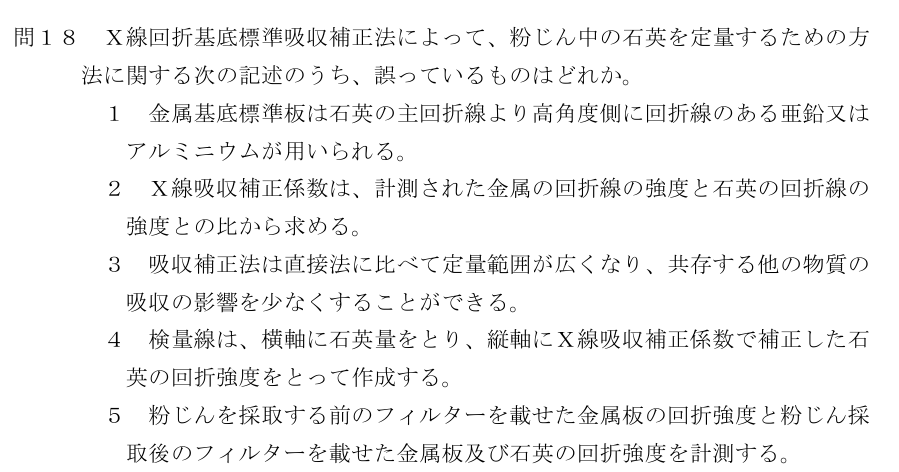 問１８　Ｘ線回折基底標準吸収補正法によって、粉じん中の石英を定量するための方
法に関する次の記述のうち、誤っているものはどれか。
１　金属基底標準板は石英の主回折線より高角度側に回折線のある亜鉛又は
アルミニウムが用いられる。
２　Ｘ線吸収補正係数は、計測された金属の回折線の強度と石英の回折線の
強度との比から求める。
３　吸収補正法は直接法に比べて定量範囲が広くなり、共存する他の物質の
吸収の影響を少なくすることができる。
４　検量線は、横軸に石英量をとり、縦軸にＸ線吸収補正係数で補正した石
英の回折強度をとって作成する。
５　粉じんを採取する前のフィルターを載せた金属板の回折強度と粉じん採
取後のフィルターを載せた金属板及び石英の回折強度を計測する。